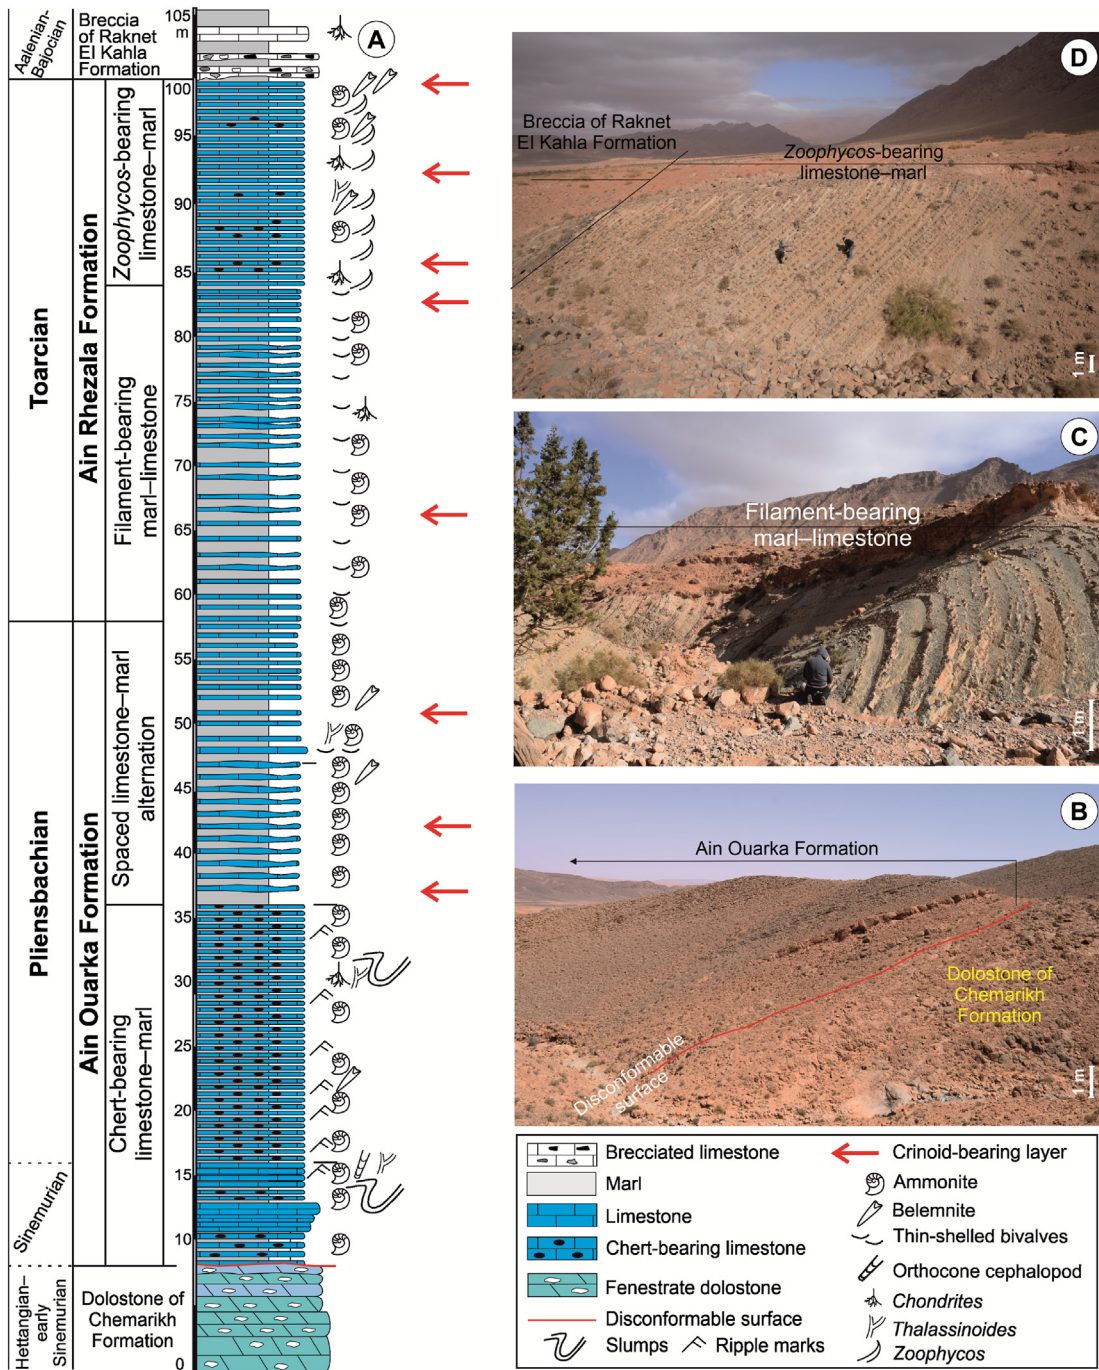 Aalenian-
Bajocian
Breccia
of Raknet
El Kahla
Formation
Toarcian
Ain Rhezala Formation
Zoophycos-bearing
limestone–marl
Filament-bearing
marl–limestone
Pliensbachian
Ain Ouarka Formation
Spaced limestone–marl
alternation
Chert-bearing
limestone–marl
Sinemurian
Hettangian–
early
Sinemurian
Dolostone of
Chemarikh
Formation
105
m
100
95
90
85
80
75
70
65
60
55
50
45
40
35
30
25
20
15
10
0
A
D
Breccia of Raknet
El Kahla Formation
Zoophycos-bearing
limestone–marl
1 m
C
Filament-bearing
marl–limestone
1 m
B
Ain Ouarka Formation
Dolostone of
Chemarikh
Formation
Disconformable
surface
1 m
Brecciated limestone
Marl
Limestone
Chert-bearing limestone
Fenestrate dolostone
Disconformable surface
Slumps
Ripple marks
Crinoid-bearing layer
Ammonite
Belemnite
Thin-shelled bivalves
Orthocone cephalopod
Chondrites
Thalassinoides
Zoophycos